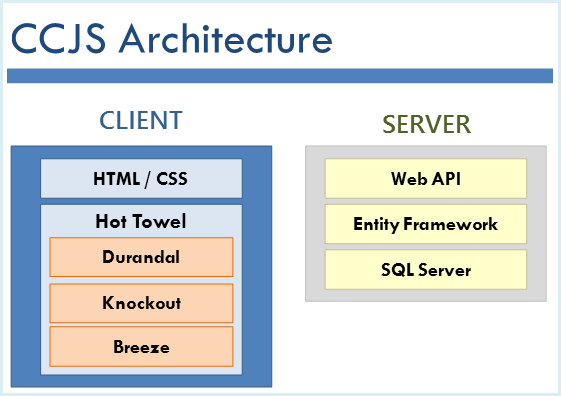 CCJS Architecture
CLIENT
HTML / CSS
Hot Towel
Durandal
Knockout
Breeze
SERVER
Web API
Entity Framework
SQL Server